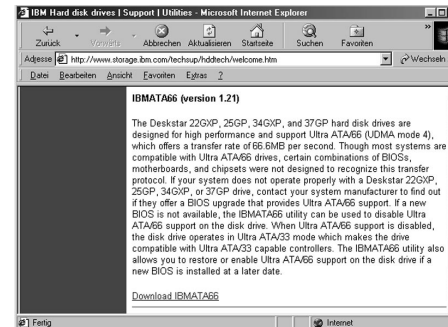 IBM Hard disk drives | Support | Utilities - Microsoft Internet Explorer
Zurück Vorwärts Abbrechen Aktualisieren Startseite Suchen Favoriten »
Adresse http://www.storage.ibm.com/techsup/hddtech/welcome.htm Wechseln
Datei Bearbeiten Ansicht Favoriten Extras ?
IBMATA66 (version 1.21)
The Deskstar 22GXP, 25GP, 34GXP, and 37GP hard disk drives are
designed for high performance and support Ultra ATA/66 (UDMA mode 4),
which offers a transfer rate of 66.6MB per second. Though most systems are
compatible with Ultra ATA/66 drives, certain combinations of BIOSs,
motherboards, and chipsets were not designed to recognize this transfer
protocol. If your system does not operate properly with a Deskstar 22GXP,
25GP, 34GXP, or 37GP drive, contact your system manufacturer to find out
if they offer a BIOS upgrade that provides Ultra ATA/66 support. If a new
BIOS is not available, the IBMATA66 utility can be used to disable Ultra
ATA/66 support on the disk drive. When Ultra ATA/66 support is disabled,
the disk drive operates in Ultra ATA/33 mode which makes the drive
compatible with Ultra ATA/33 capable controllers. The IBMATA66 utility also
allows you to restore or enable Ultra ATA/66 support on the disk drive if a
new BIOS is installed at a later date.
Download IBMATA66
Fertig Internet